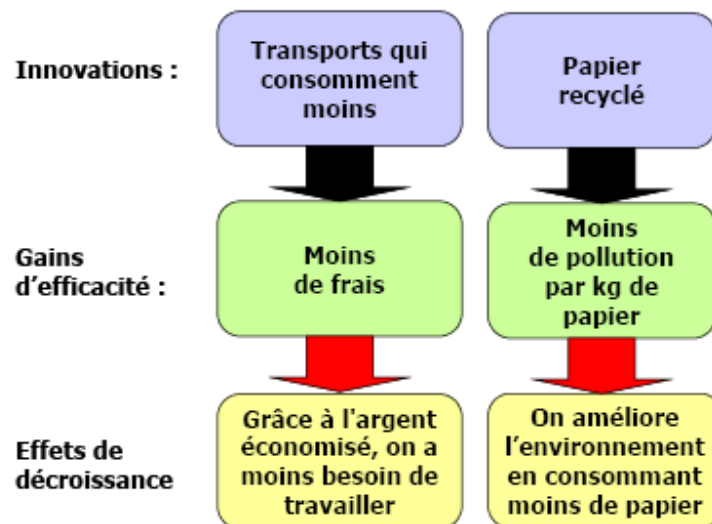 Innovations :
Transports qui
consomment
moins
Papier
recyclé
Gains
d'efficacité :
Moins
de frais
Moins
de pollution
par kg de
papier
Effets de
décroissance
Grâce à l'argent
économisé, on a
moins besoin de
travailler
On améliore
l'environnement
en consommant
moins de papier